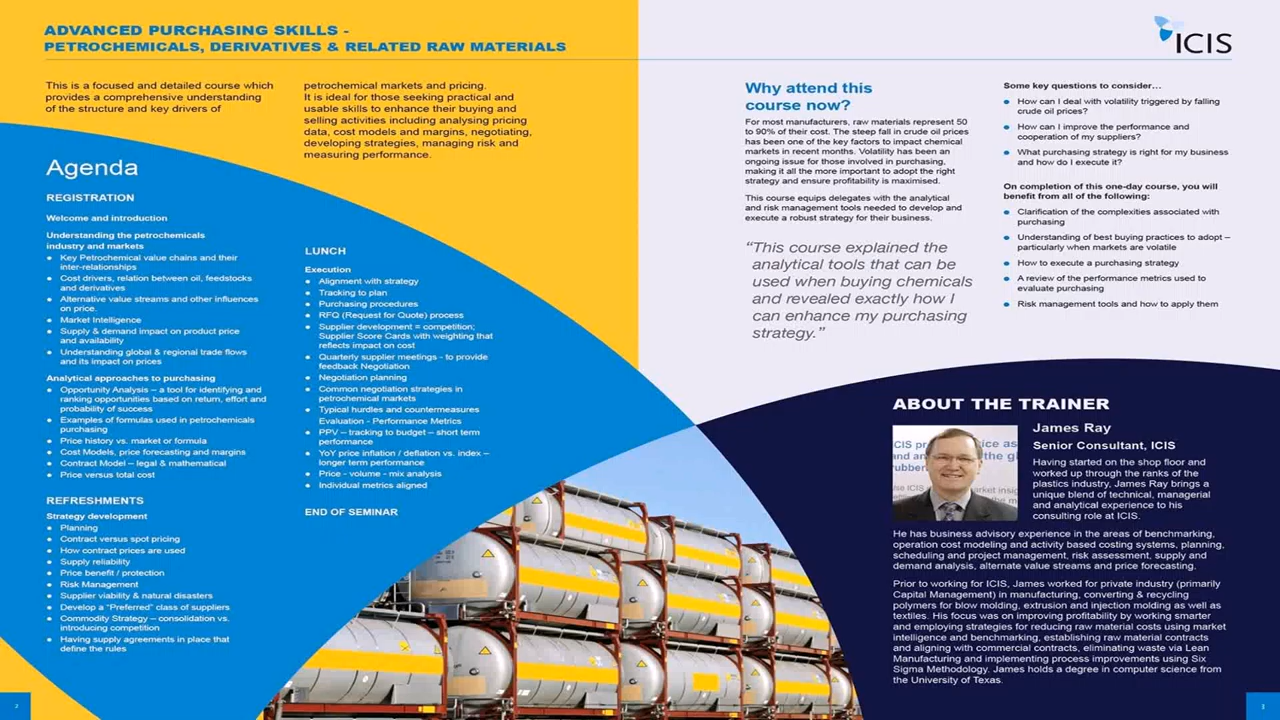 ADVANCED PURCHASING SKILLS -
PETROCHEMICALS, DERIVATIVES & RELATED RAW MATERIALS
This is a focused and detailed course which
provides a comprehensive understanding
of the structure and key drivers of
petrochemical markets and pricing.
It is ideal for those seeking practical and
usable skills to enhance their buying and
selling activities including analysing pricing
data, cost models and margins, negotiating,
developing strategies, managing risk and
measuring performance.
Agenda
REGISTRATION
Welcome and introduction
Understanding the petrochemicals
industry and markets
• Key Petrochemical value chains and their
inter-relationships
• Cost drivers, relation between oil, feedstocks
and derivatives
• Alternative value streams and other influences
on price.
• Market Intelligence
• Supply & demand impact on product price
and availability
• Understanding global & regional trade flows
and its impact on prices
Analytical approaches to purchasing
• Opportunity Analysis – a tool for identifying and
ranking opportunities based on return, effort and
probability of success
• Examples of formulas used in petrochemicals
purchasing
• Price history vs. market or formula
• Cost Models, price forecasting and margins
• Contract Model – legal & mathematical
• Price versus total cost
REFRESHMENTS
Strategy development
• Planning
• Contract versus spot pricing
• How contract prices are used
• Supply reliability
• Price benefit / protection
• Risk Management
• Supplier viability & natural disasters
• Develop a “Preferred” class of suppliers
• Commodity Strategy – consolidation vs.
introducing competition
• Having supply agreements in place that
define the rules
LUNCH
Execution
• Alignment with strategy
• Tracking to plan
• Purchasing procedures
• RFQ (Request for Quote) process
• Supplier development = competition;
Supplier Score Cards with weighting that
reflects impact on cost
• Quarterly supplier meetings - to provide
feedback Negotiation
• Negotiation planning
• Common negotiation strategies in
petrochemical markets
• Typical hurdles and countermeasures
Evaluation - Performance Metrics
• PPV – tracking to budget – short term
performance
• YoY price inflation / deflation vs. index –
longer term performance
• Price - volume - mix analysis
• Individual metrics aligned
END OF SEMINAR
2
ICIS
Why attend this
course now?
For most manufacturers, raw materials represent 50
to 90% of their cost. The steep fall in crude oil prices
has been one of the key factors to impact chemical
markets in recent months. Volatility has been an
ongoing issue for those involved in purchasing,
making it all the more important to adopt the right
strategy and ensure profitability is maximised.
This course equips delegates with the analytical
and risk management tools needed to develop and
execute a robust strategy for their business.
“This course explained the
analytical tools that can be
used when buying chemicals
and revealed exactly how I
can enhance my purchasing
strategy.”
Some key questions to consider…
• How can I deal with volatility triggered by falling
crude oil prices?
• How can I improve the performance and
cooperation of my suppliers?
• What purchasing strategy is right for my business
and how do I execute it?
On completion of this one-day course, you will
benefit from all of the following:
• Clarification of the complexities associated with
purchasing
• Understanding of best buying practices to adopt –
particularly when markets are volatile
• How to execute a purchasing strategy
• A review of the performance metrics used to
evaluate purchasing
• Risk management tools and how to apply them
ABOUT THE TRAINER
James Ray
Senior Consultant, ICIS
Having started on the shop floor and
worked up through the ranks of the
plastics industry, James Ray brings a
unique blend of technical, managerial
and analytical experience to his
consulting role at ICIS.
He has business advisory experience in the areas of benchmarking,
operation cost modeling and activity based costing systems, planning,
scheduling and project management, risk assessment, supply and
demand analysis, alternate value streams and price forecasting.
Prior to working for ICIS, James worked for private industry (primarily
Capital Management) in manufacturing, converting & recycling
polymers for blow molding, extrusion and injection molding as well as
textiles. His focus was on improving profitability by working smarter
and employing strategies for reducing raw material costs using market
intelligence and benchmarking, establishing raw material contracts
and aligning with commercial contracts, eliminating waste via Lean
Manufacturing and implementing process improvements using Six
Sigma Methodology. James holds a degree in computer science from
the University of Texas.
3